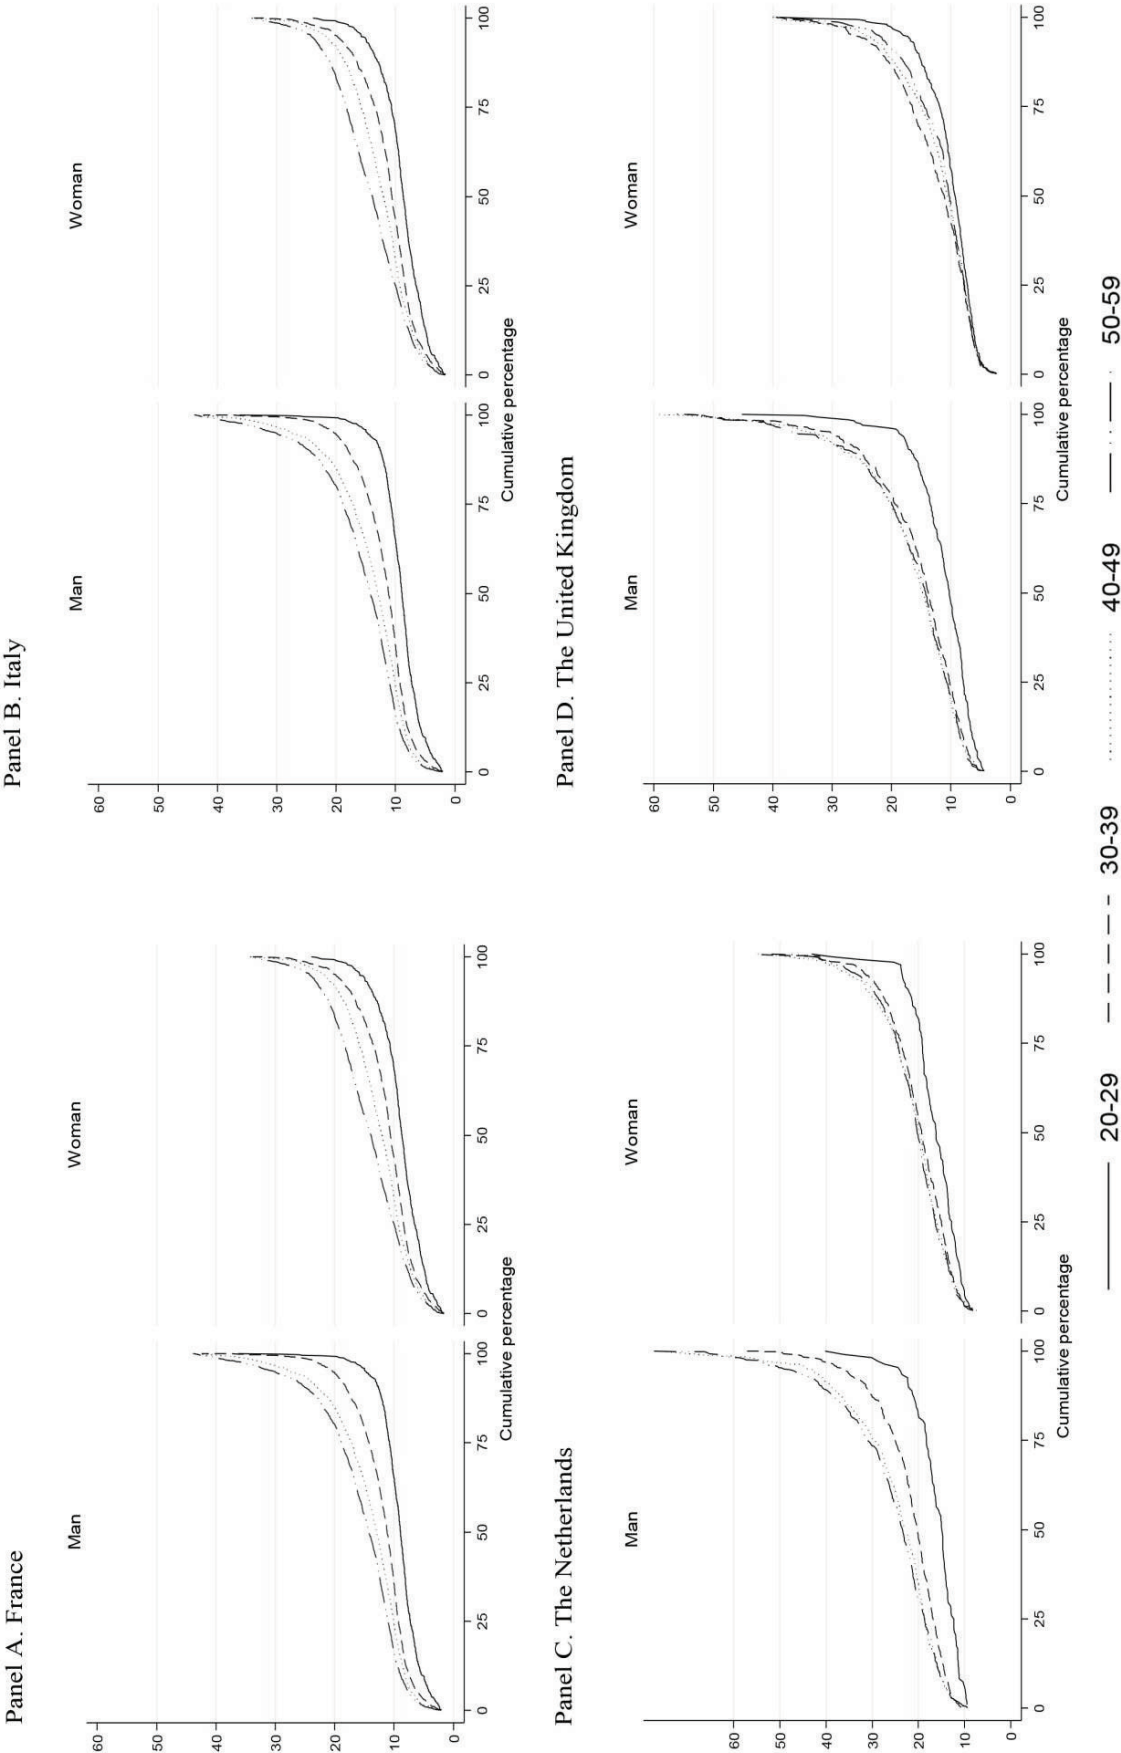 Panel A. France
Man
Woman
60
50
40
30
20
10
0
0 25 50 75 100 0 25 50 75 100
Cumulative percentage
Panel B. Italy
Man
Woman
60
50
40
30
20
10
0
0 25 50 75 100 0 25 50 75 100
Cumulative percentage
Panel C. The Netherlands
Man
Woman
60
50
40
30
20
10
0
0 25 50 75 100 0 25 50 75 100
Cumulative percentage
Panel D. The United Kingdom
Man
Woman
60
50
40
30
20
10
0
0 25 50 75 100 0 25 50 75 100
Cumulative percentage
20-29 30-39 40-49 50-59